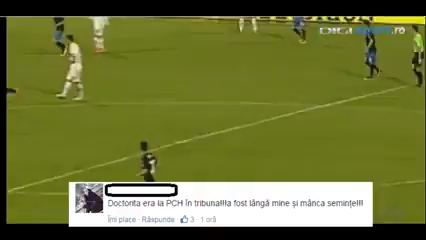 DIGI sport.ro
Doctorita era la PCH în tribuna!!!a fost lângă mine și mânca semințe!!!
Îmi place · Răspunde · 3 · 1 oră